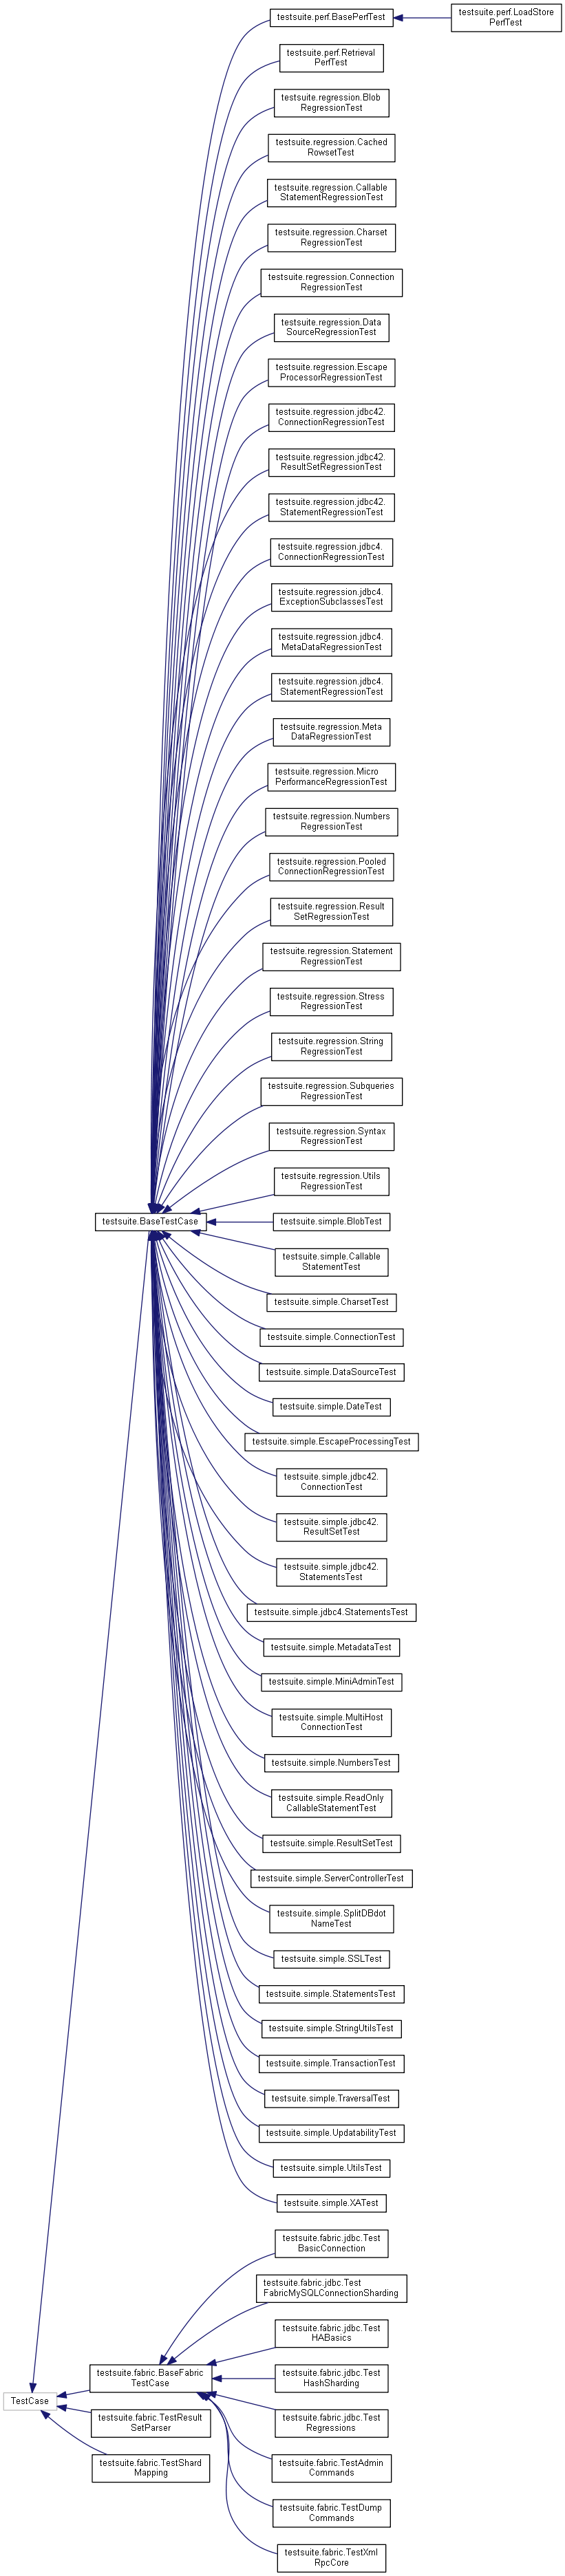 testsuite.perf.BasePerfTest
testsuite.perf.LoadStore
PerfTest
testsuite.perf.Retrieval
PerfTest
testsuite.regression.Blob
RegressionTest
testsuite.regression.Cached
RowsetTest
testsuite.regression.Callable
StatementRegressionTest
testsuite.regression.Charset
RegressionTest
testsuite.regression.Connection
RegressionTest
testsuite.regression.Data
SourceRegressionTest
testsuite.regression.Escape
ProcessorRegressionTest
testsuite.regression.jdbc42.
ConnectionRegressionTest
testsuite.regression.jdbc42.
ResultSetRegressionTest
testsuite.regression.jdbc42.
StatementRegressionTest
testsuite.regression.jdbc4.
ConnectionRegressionTest
testsuite.regression.jdbc4.
ExceptionSubclassesTest
testsuite.regression.jdbc4.
MetaDataRegressionTest
testsuite.regression.jdbc4.
StatementRegressionTest
testsuite.regression.Meta
DataRegressionTest
testsuite.regression.Micro
PerformanceRegressionTest
testsuite.regression.Numbers
RegressionTest
testsuite.regression.Pooled
ConnectionRegressionTest
testsuite.regression.Result
SetRegressionTest
testsuite.regression.Statement
RegressionTest
testsuite.regression.Stress
RegressionTest
testsuite.regression.String
RegressionTest
testsuite.regression.Subqueries
RegressionTest
testsuite.regression.Syntax
RegressionTest
testsuite.regression.Utils
RegressionTest
testsuite.BaseTestCase
testsuite.simple.BlobTest
testsuite.simple.Callable
StatementTest
testsuite.simple.CharsetTest
testsuite.simple.ConnectionTest
testsuite.simple.DataSourceTest
testsuite.simple.DateTest
testsuite.simple.EscapeProcessingTest
testsuite.simple.jdbc42.
ConnectionTest
testsuite.simple.jdbc42.
ResultSetTest
testsuite.simple.jdbc42.
StatementsTest
testsuite.simple.jdbc4.StatementsTest
testsuite.simple.MetadataTest
testsuite.simple.MiniAdminTest
testsuite.simple.MultiHost
ConnectionTest
testsuite.simple.NumbersTest
testsuite.simple.ReadOnly
CallableStatementTest
testsuite.simple.ResultSetTest
testsuite.simple.ServerControllerTest
testsuite.simple.SplitDBdot
NameTest
testsuite.simple.SSLTest
testsuite.simple.StatementsTest
testsuite.simple.StringUtilsTest
testsuite.simple.TransactionTest
testsuite.simple.TraversalTest
testsuite.simple.UpdatabilityTest
testsuite.simple.UtilsTest
testsuite.simple.XATest
testsuite.fabric.jdbc.Test
BasicConnection
testsuite.fabric.jdbc.Test
FabricMySQLConnectionSharding
testsuite.fabric.jdbc.Test
HABasics
testsuite.fabric.BaseFabric
TestCase
testsuite.fabric.jdbc.Test
HashSharding
TestCase
testsuite.fabric.TestResult
SetParser
testsuite.fabric.jdbc.Test
Regressions
testsuite.fabric.TestShard
Mapping
testsuite.fabric.TestAdmin
Commands
testsuite.fabric.TestDump
Commands
testsuite.fabric.TestXml
RpcCore